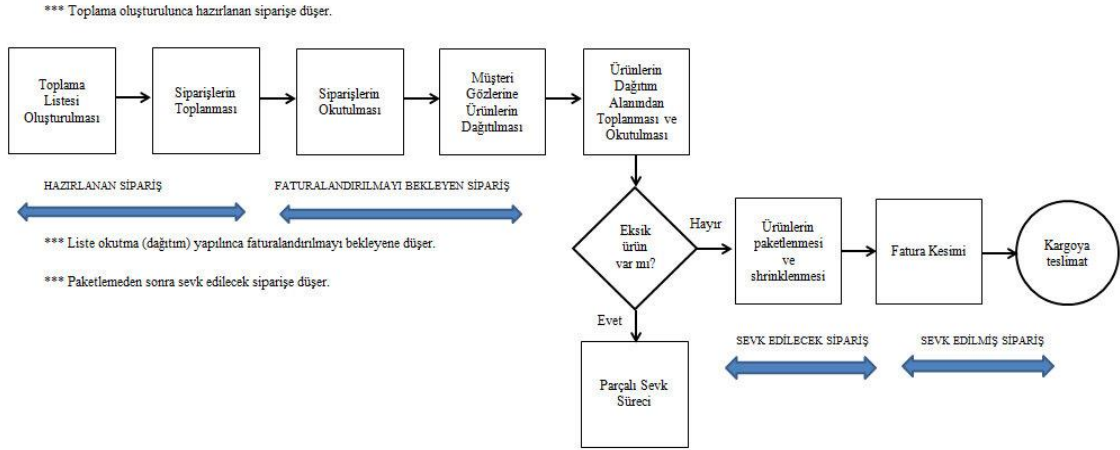 *** Toplama oluşturulunca hazırlanan siparişe düşer.
Toplama
Listesi
Oluşturulması
Siparişlerin
Toplanması
Siparişlerin
Okutulması
Müşteri
Gözlerine
Ürünlerin
Dağıtılması
Ürünlerin
Dağıtım
Alanından
Toplanması ve
Okutulması
HAZIRLANAN SİPARİŞ
FATURALANDIRILMAYI BEKLEYEN SİPARİŞ
*** Liste okutma (dağıtım) yapılınca faturalandırılmayı bekleyene düşer.
*** Paketlemeden sonra sevk edilecek siparişe düşer.
Eksik
ürün
var mı?
Hayır
Ürünlerin
paketlenmesi
ve
shrinklenmesi
Fatura Kesimi
Kargoya
teslimat
Evet
Parçalı Sevk
Süreci
SEVK EDİLECEK SİPARİŞ
SEVK EDİLMİŞ SİPARİŞ